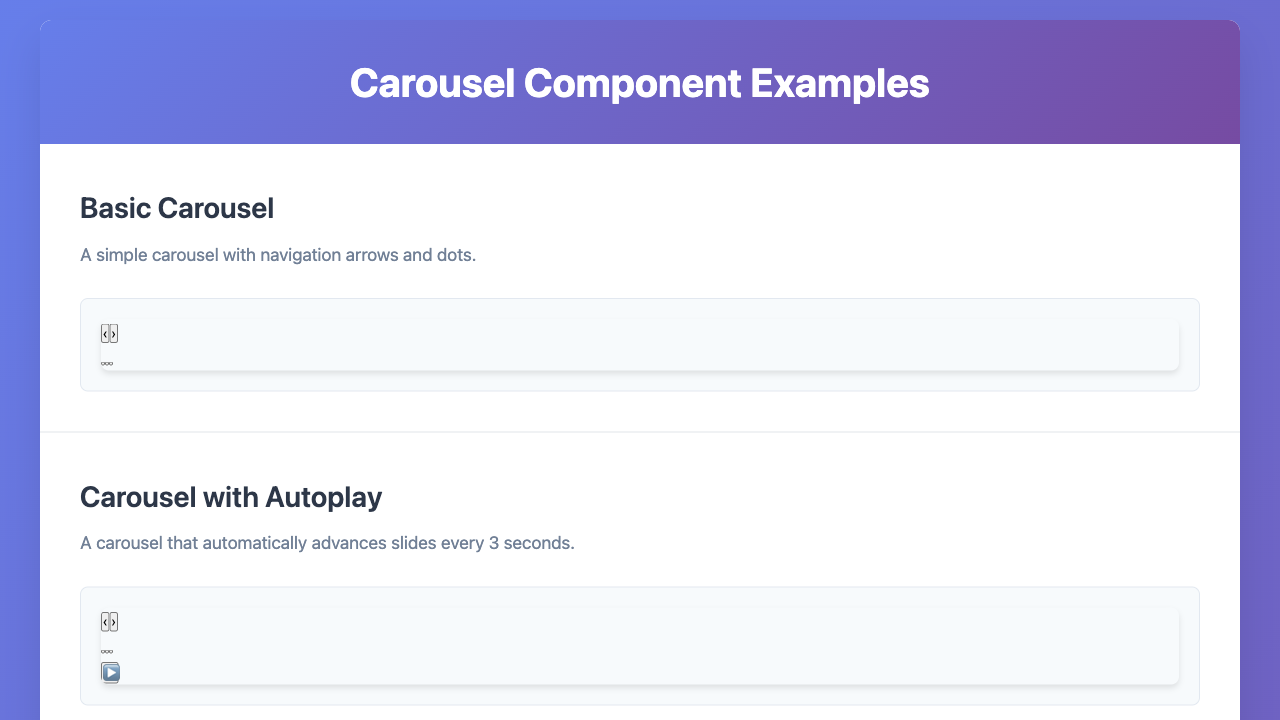 Carousel Component Examples
Basic Carousel
A simple carousel with navigation arrows and dots.
‹ ›
Carousel with Autoplay
A carousel that automatically advances slides every 3 seconds.
‹ ›